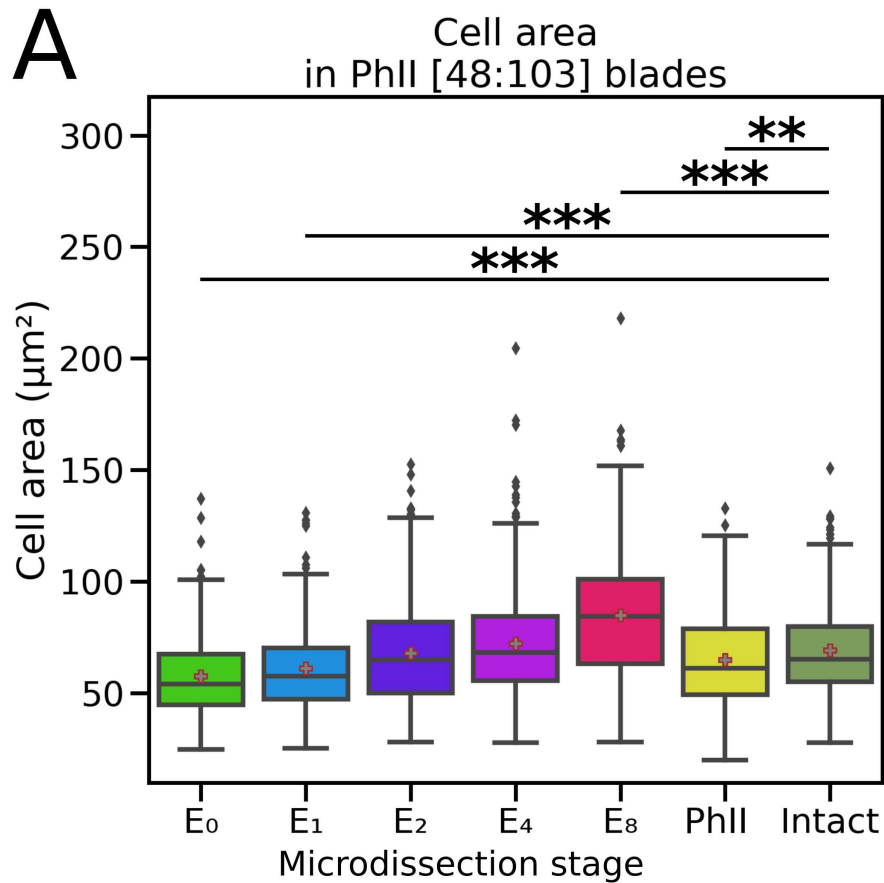 A
Cell area
in PhII [48:103] blades
**
***
***
***
300
250
200
150
100
50
Cell area (µm²)
E₀ E₁ E₂ E₄ E₈ PhII Intact
Microdissection stage